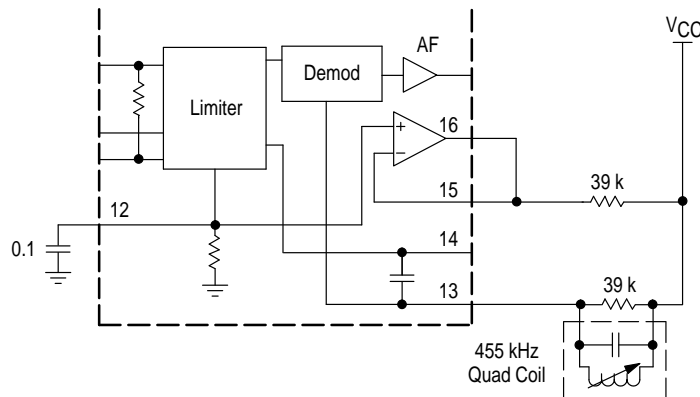 VCC
AF
Demod
Limiter
16
+
−
12
15
39 k
0.1
14
13
39 k
455 kHz
Quad Coil